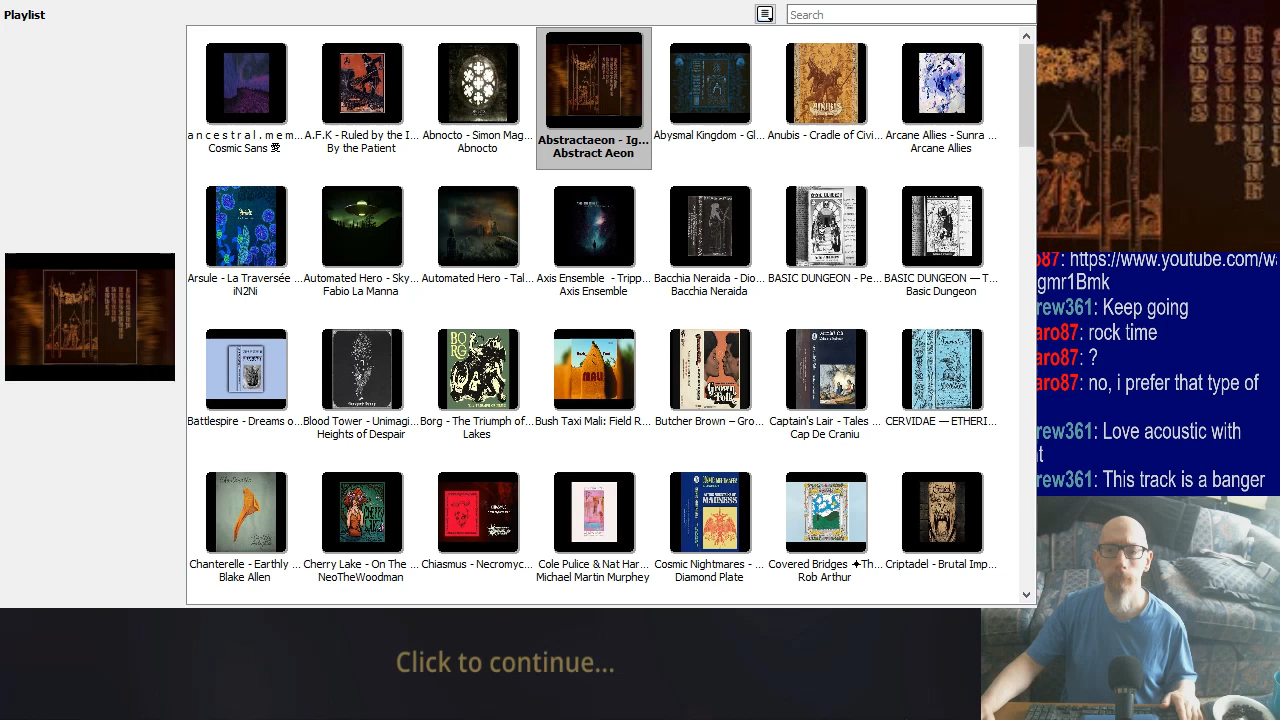 Playlist
Search
a n c e s t r a l . m e m...
Cosmic Sans 愛
A.F.K - Ruled by the I...
By the Patient
Abnocto - Simon Mag...
Abnocto
Abstractaeon - Ig...
Abstract Aeon
Abysmal Kingdom - Gl...
Anubis - Cradle of Civi...
Arcane Allies - Sunra ...
Arcane Allies
Arsule - La Traversée ...
iN2Ni
Automated Hero - Sky...
Fabio La Manna
Automated Hero - Tal...
Axis Ensemble - Tripp...
Axis Ensemble
Bacchia Neraida - Dio...
Bacchia Neraida
BASIC DUNGEON - Pe...
BASIC DUNGEON — T...
Basic Dungeon
Battlespire - Dreams o...
Blood Tower - Unimagi...
Heights of Despair
BORG
Borg - The Triumph of...
Lakes
MALI
Bush Taxi Mali: Field R...
Grown Folk
Butcher Brown – Gro...
Captain's Lair - Tales ...
Cap De Craniu
CERVIDAE — ETHERI...
Chanterelle - Earthly ...
Blake Allen
Cherry Lake - On The ...
NeoTheWoodman
Chiasmus - Necromyc...
Cole Pulice & Nat Har...
Michael Martin Murphey
MADNESS
Cosmic Nightmares - ...
Diamond Plate
Covered Bridges ✦Th...
Rob Arthur
Criptadel - Brutal Imp...
o87: https://www.youtube.com/w
gmr1Bmk
rew361: Keep going
aro87: rock time
aro87: ?
aro87: no, i prefer that type of
rew361: Love acoustic with
t
rew361: This track is a banger
Click to continue...